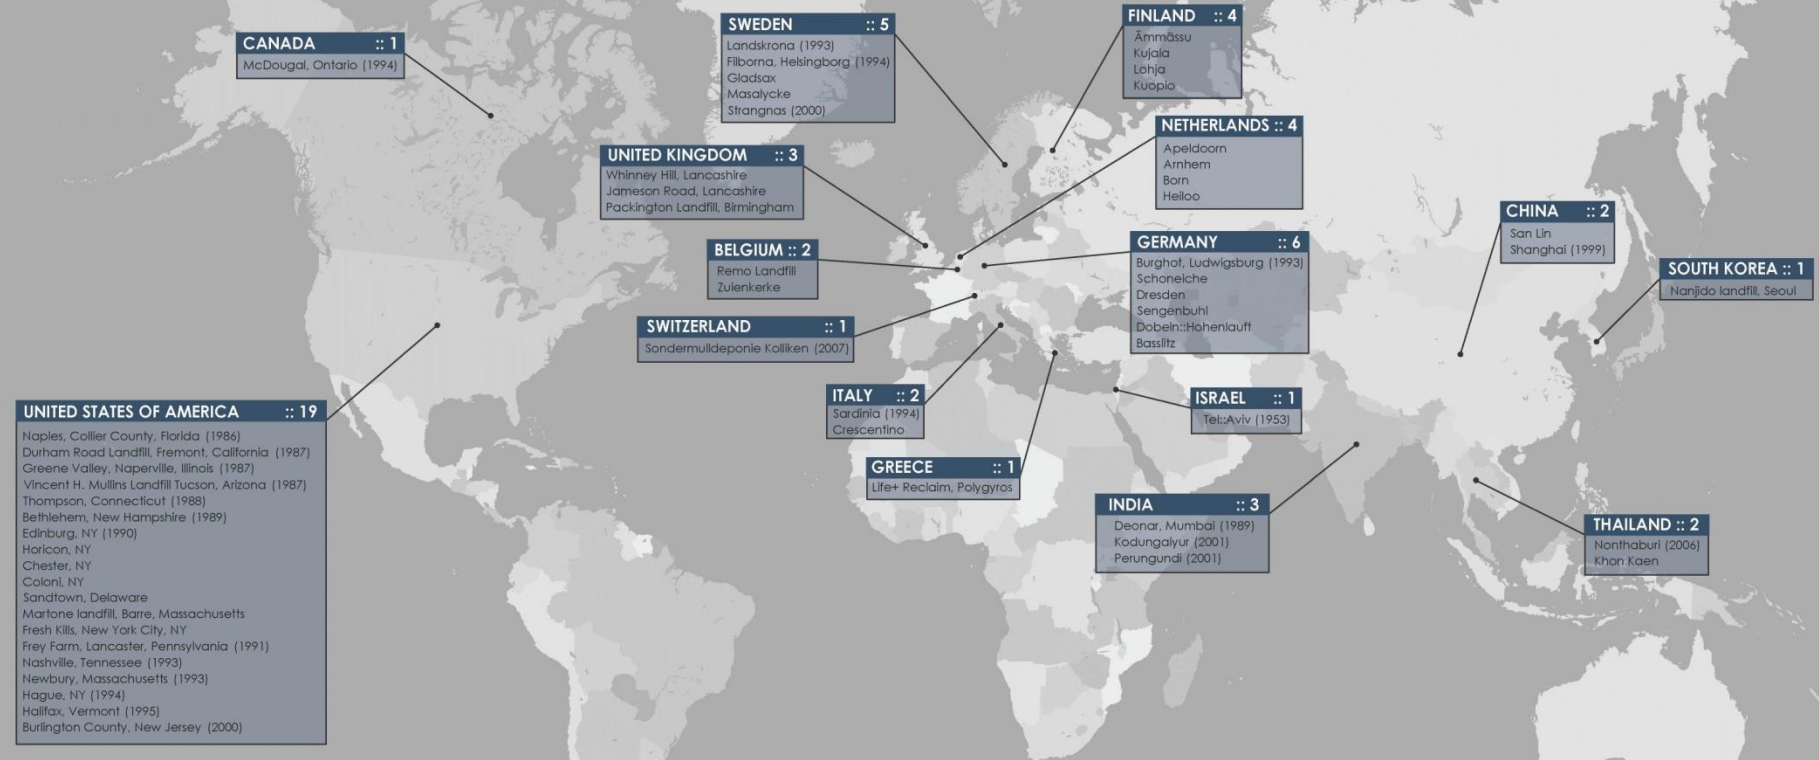 CANADA :: 1
McDougal, Ontario (1994)
SWEDEN :: 5
Landskrona (1993)
Filborna, Helsingborg (1994)
Gladsax
Masalycke
Strangnas (2000)
FINLAND :: 4
Ämmässu
Kujala
Lohja
Kuopio
UNITED KINGDOM :: 3
Whinney Hill, Lancashire
Jameson Road, Lancashire
Packington Landfill, Birmingham
NETHERLANDS :: 4
Apeldoorn
Arnhem
Born
Heiloo
BELGIUM :: 2
Remo Landfill
Zuienkerke
GERMANY :: 6
Burghot, Ludwigsburg (1993)
Schoneiche
Dresden
Sengenbuhl
Dobeln::Hohenlauft
Basslitz
CHINA :: 2
San Lin
Shanghai (1999)
SOUTH KOREA :: 1
Nanjido landfill, Seoul
SWITZERLAND :: 1
Sondermulldeponie Kolliken (2007)
ITALY :: 2
Sardinia (1994)
Crescentino
ISRAEL :: 1
Tel::Aviv (1953)
UNITED STATES OF AMERICA :: 19
Naples, Collier County, Florida (1986)
Durham Road Landfill, Fremont, California (1987)
Greene Valley, Naperville, Illinois (1987)
Vincent H. Mullins Landfill Tucson, Arizona (1987)
Thompson, Connecticut (1988)
Bethlehem, New Hampshire (1989)
Edinburg, NY (1990)
Horicon, NY
Chester, NY
Coloni, NY
Sandtown, Delaware
Martone landfill, Barre, Massachusetts
Fresh Kills, New York City, NY
Frey Farm, Lancaster, Pennsylvania (1991)
Nashville, Tennessee (1993)
Newbury, Massachusetts (1993)
Hague, NY (1994)
Halifax, Vermont (1995)
Burlington County, New Jersey (2000)
GREECE :: 1
Life+ Reclaim, Polygyros
INDIA :: 3
Deonar, Mumbai (1989)
Kodungaiyur (2001)
Perungundi (2001)
THAILAND :: 2
Nonthaburi (2006)
Khon Kaen